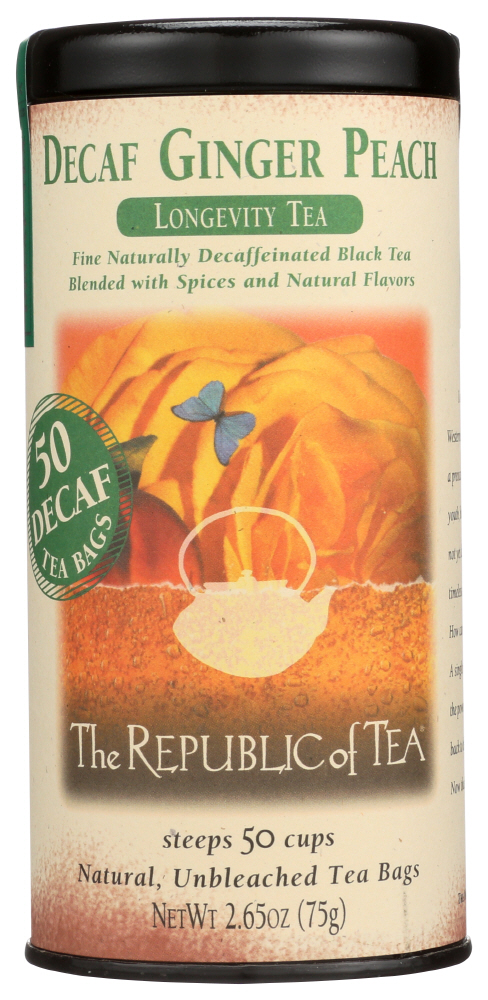 DECAF GINGER PEACH
LONGEVITY TEA
Fine Naturally Decaffeinated Black Tea
Blended with Spices and Natural Flavors
50
DECAF
TEA BAGS
The REPUBLIC of TEA
steeps 50 cups
Natural, Unbleached Tea Bags
NETWT 2.65OZ (75g)